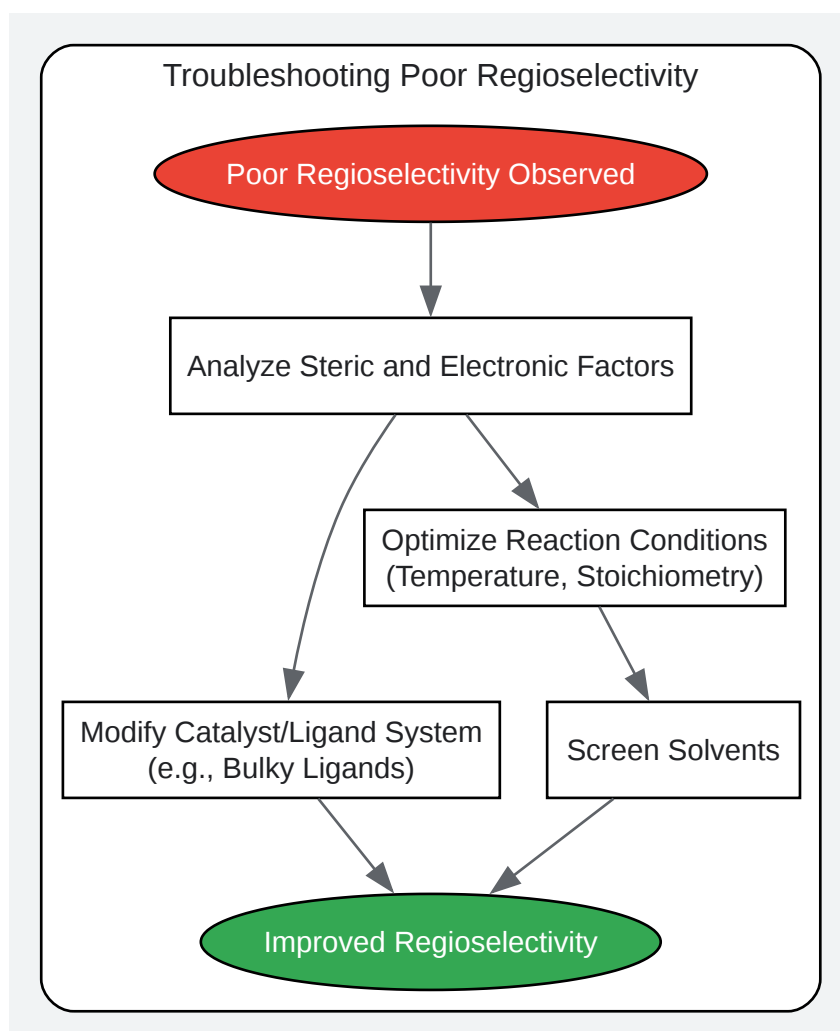 Troubleshooting Poor Regioselectivity
Poor Regioselectivity Observed
Analyze Steric and Electronic Factors
Optimize Reaction Conditions
(Temperature, Stoichiometry)
Modify Catalyst/Ligand System
(e.g., Bulky Ligands)
Screen Solvents
Improved Regioselectivity